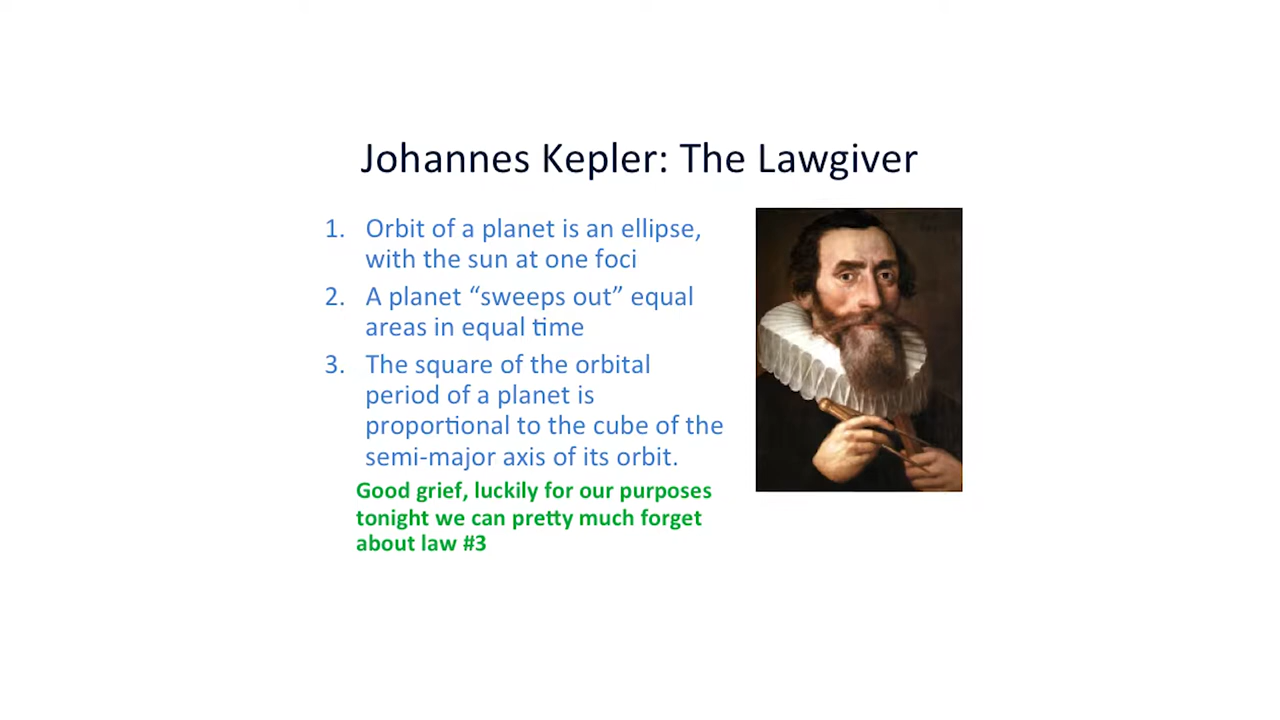 Johannes Kepler: The Lawgiver
1. Orbit of a planet is an ellipse,
with the sun at one foci
2. A planet “sweeps out” equal
areas in equal time
3. The square of the orbital
period of a planet is
proportional to the cube of the
semi-major axis of its orbit.
Good grief, luckily for our purposes
tonight we can pretty much forget
about law #3